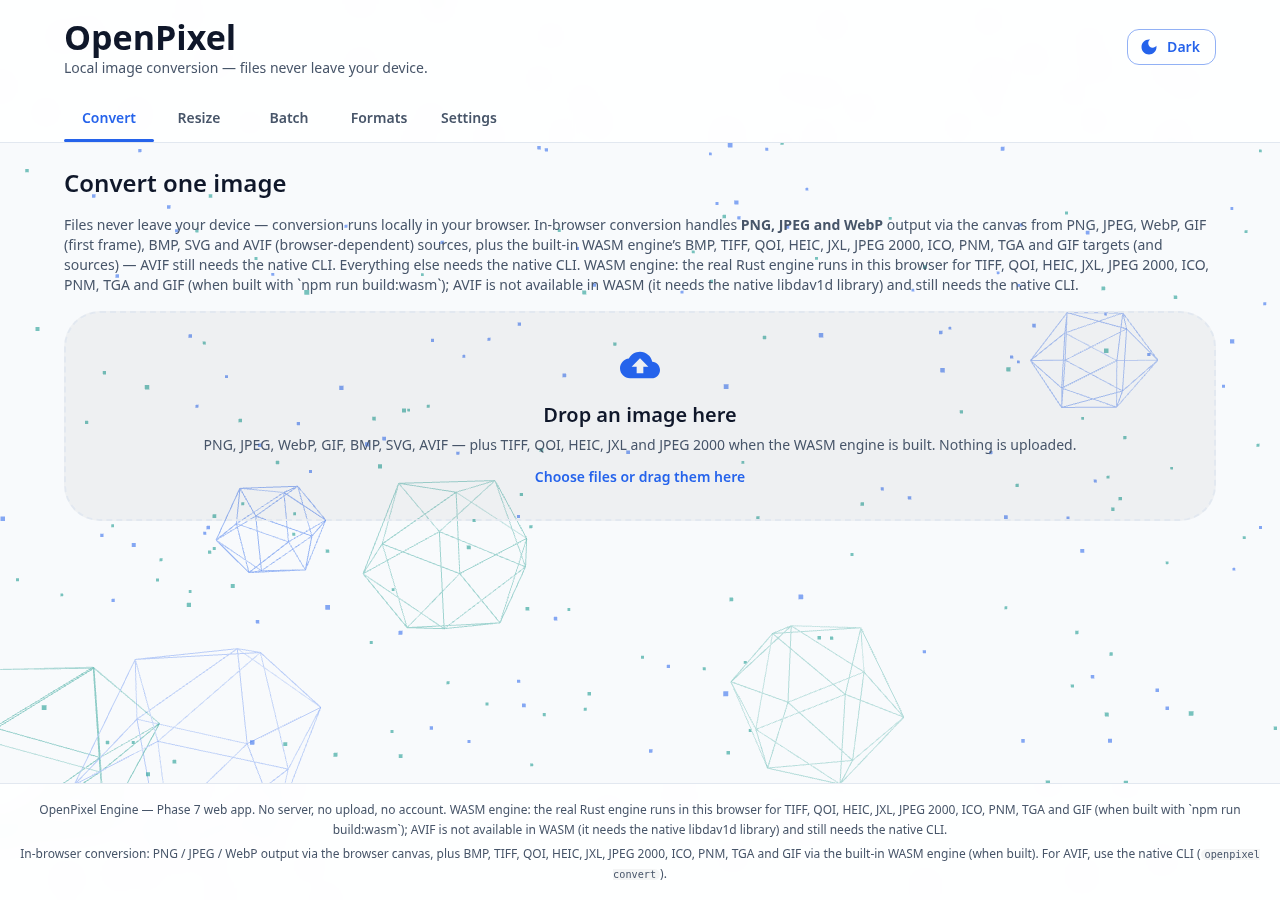 OpenPixel
Local image conversion — files never leave your device.
Dark
Convert
Resize
Batch
Formats
Settings
Convert one image
Files never leave your device — conversion runs locally in your browser. In-browser conversion handles PNG, JPEG and WebP output via the canvas from PNG, JPEG, WebP, GIF
(first frame), BMP, SVG and AVIF (browser-dependent) sources, plus the built-in WASM engine's BMP, TIFF, QOI, HEIC, JXL, JPEG 2000, ICO, PNM, TGA and GIF targets (and
sources) — AVIF still needs the native CLI. Everything else needs the native CLI. WASM engine: the real Rust engine runs in this browser for TIFF, QOI, HEIC, JXL, JPEG 2000, ICO,
PNM, TGA and GIF (when built with `npm run build:wasm`); AVIF is not available in WASM (it needs the native libdav1d library) and still needs the native CLI.
Drop an image here
PNG, JPEG, WebP, GIF, BMP, SVG, AVIF — plus TIFF, QOI, HEIC, JXL and JPEG 2000 when the WASM engine is built. Nothing is uploaded.
Choose files or drag them here
OpenPixel Engine — Phase 7 web app. No server, no upload, no account. WASM engine: the real Rust engine runs in this browser for TIFF, QOI, HEIC, JXL, JPEG 2000, ICO, PNM, TGA and GIF (when built with `npm run
build:wasm`); AVIF is not available in WASM (it needs the native libdav1d library) and still needs the native CLI.
In-browser conversion: PNG / JPEG / WebP output via the browser canvas, plus BMP, TIFF, QOI, HEIC, JXL, JPEG 2000, ICO, PNM, TGA and GIF via the built-in WASM engine (when built). For AVIF, use the native CLI ( openpixel
convert ).